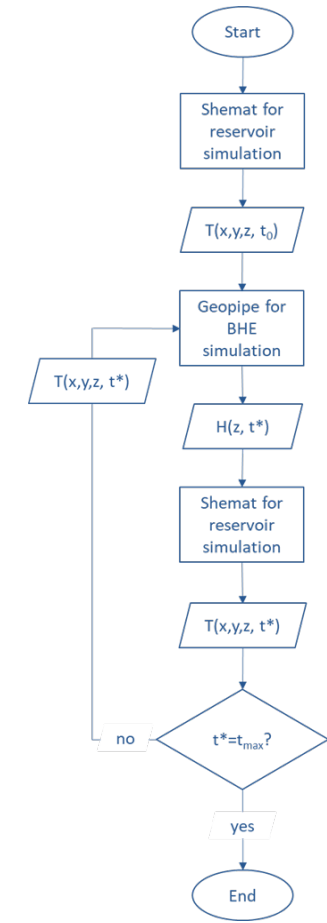 Start
Shemat for
reservoir
simulation
T(x,y,z, t₀)
Geopipe for
BHE
simulation
T(x,y,z, t*)
H(z, t*)
Shemat for
reservoir
simulation
T(x,y,z, t*)
t*=tₘₐₓ?
no
yes
End